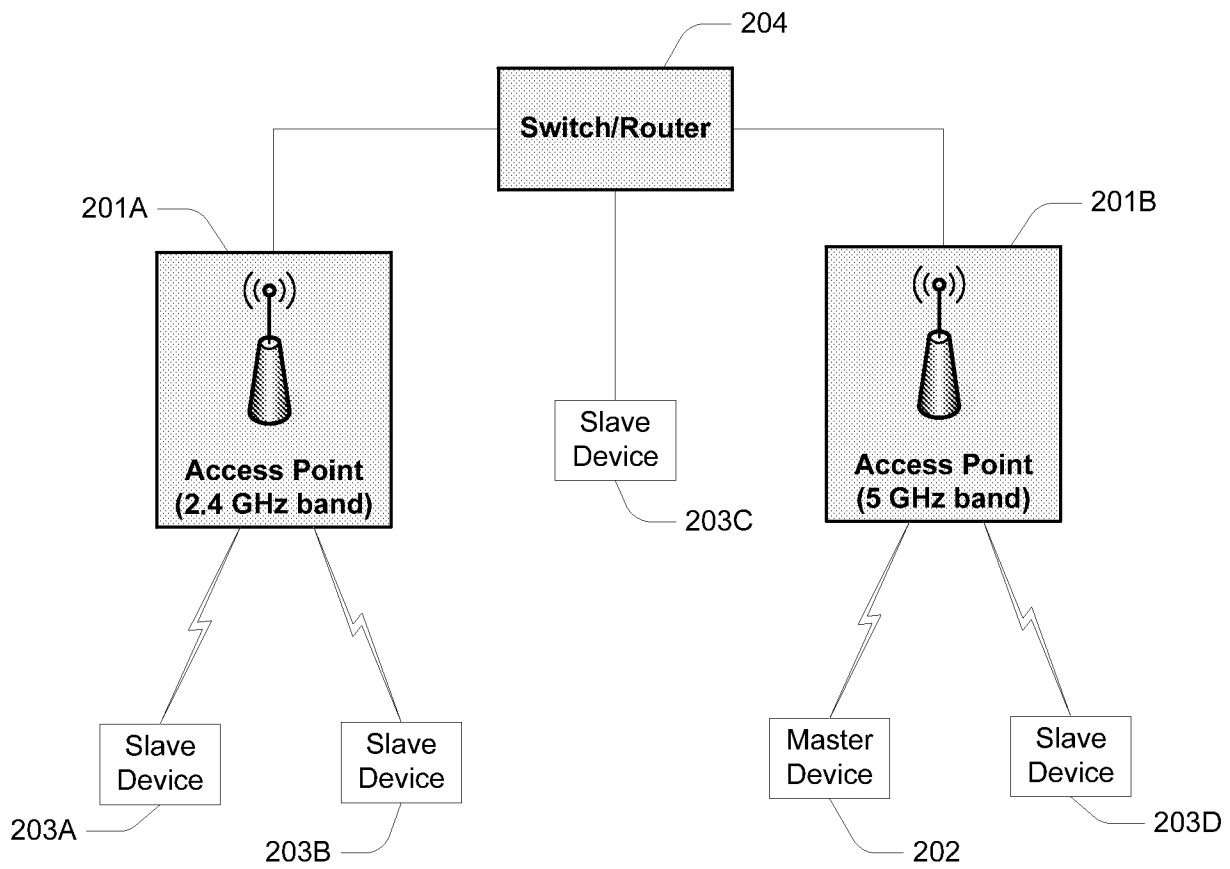 204
Switch/Router
201A
201B
Access Point
(2.4 GHz band)
Slave
Device
203C
Access Point
(5 GHz band)
Slave
Device
203A
Slave
Device
203B
Master
Device
202
Slave
Device
203D